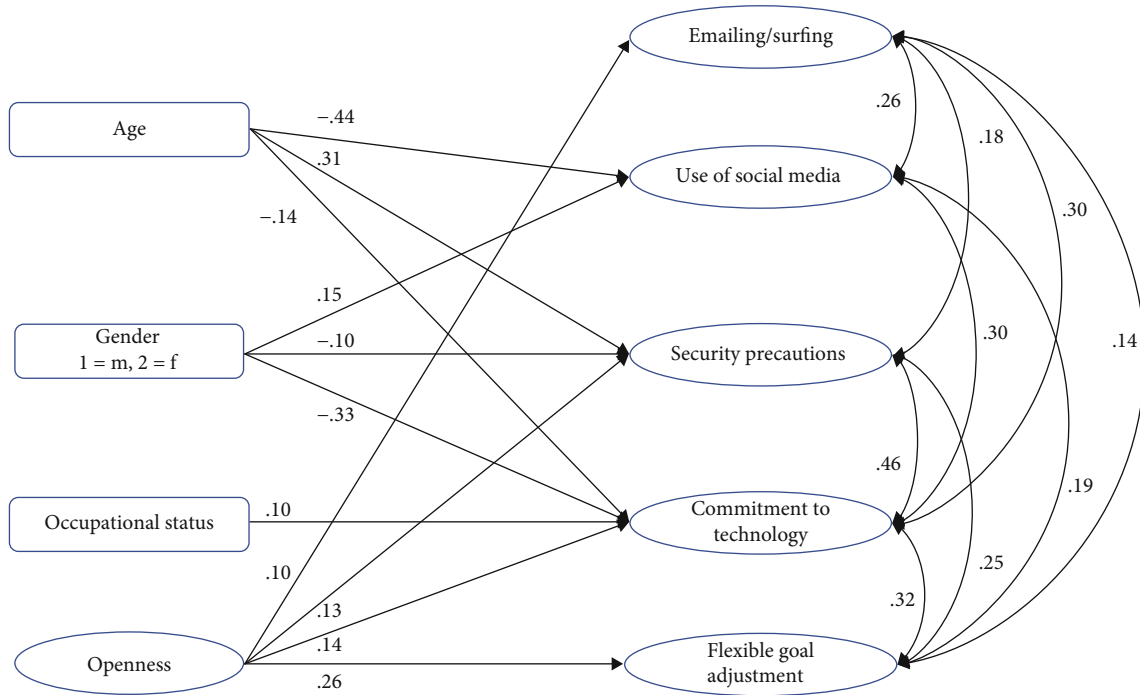 Emailing/surfing
.26
−.44
Age
.18
.31
Use of social media
−.14
.30
.15
Gender
1 = m, 2 = f
−.10
.30
.14
Security precautions
−.33
.46
.19
.10
Occupational status
Commitment to
technology
.10
.25
.32
.13
.14
Openness
Flexible goal
adjustment
.26